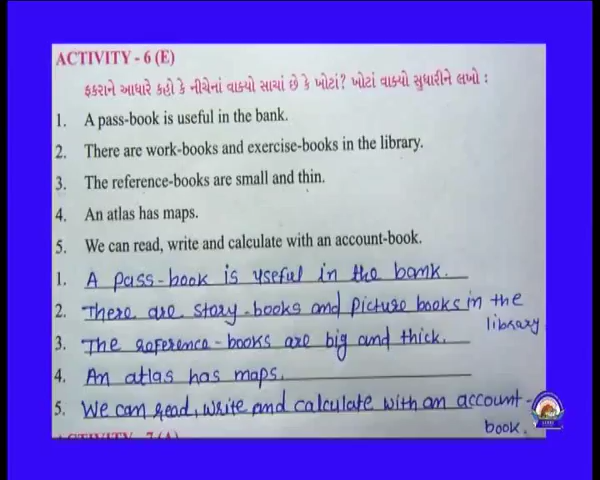 ACTIVITY - 6 (E)
ફકરાને આધારે કહો કે નીચેનાં વાક્યો સાચાં છે કે ખોટાં? ખોટાં વાક્યો સુધારીને લખો :
1. A pass-book is useful in the bank.
2. There are work-books and exercise-books in the library.
3. The reference-books are small and thin.
4. An atlas has maps.
5. We can read, write and calculate with an account-book.
1. A pass-book is useful in the bank.
2. There are story-books and picture books in the
library
3. The reference-books are big and thick.
4. An atlas has maps.
5. We can read, write and calculate with an account-
book.
ACTIVITY - 7 (A)